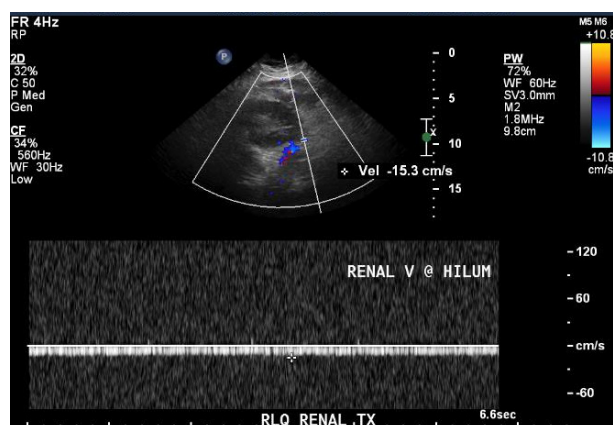 FR 4Hz
RP
2D
32%
C 50
P Med
Gen
CF
34%
560Hz
WF 30Hz
Low
P
0
5
10
15
Vel -15.3 cm/s
PW
72%
WF 60Hz
SV3.0mm
M2
1.8MHz
9.8cm
M5 M6
+10.8
-10.8
cm/s
RENAL V @ HILUM
120
60
cm/s
-60
6.6sec
RLQ RENAL TX